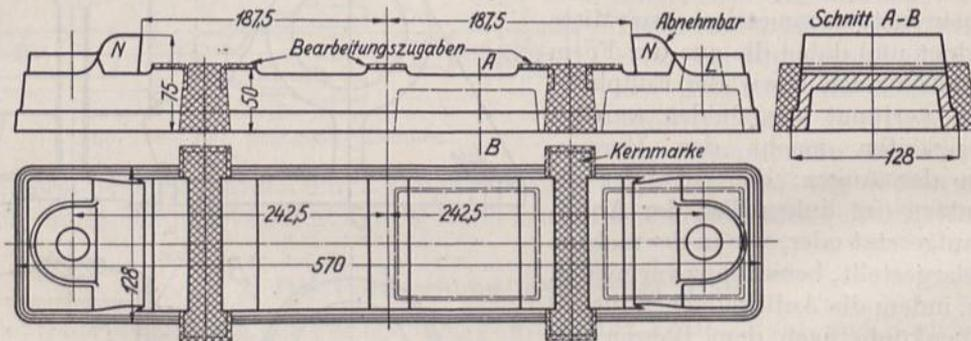 187,5
187,5
Abnehmbar
Schnitt A-B
N
Bearbeitungszugaben
A
N
L
75
50
B
Kernmarke
128
242,5
242,5
570
128